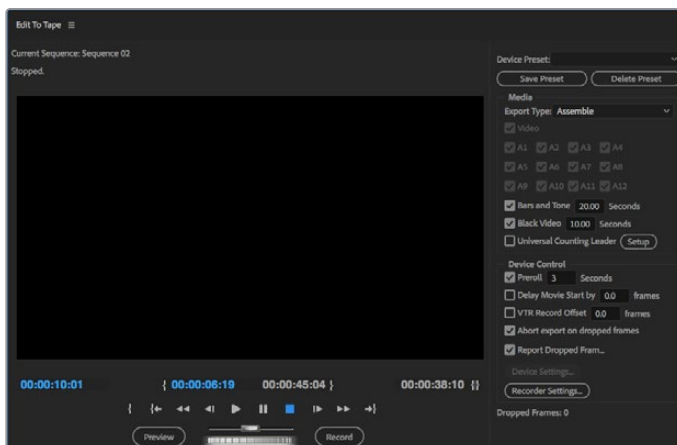 Edit To Tape
Current Sequence: Sequence 02
Stopped.
00:00:10:01
{ 00:00:06:19
00:00:45:04 }
00:00:38:10 {}
Preview
Record
Device Preset:
Save Preset
Delete Preset
Media
Export Type: Assemble
Video
A1 A2 A3 A4
A5 A6 A7 A8
A9 A10 A11 A12
Bars and Tone 20.00 Seconds
Black Video 10.00 Seconds
Universal Counting Leader Setup
Device Control
Preroll 3 Seconds
Delay Movie Start by 0.0 frames
VTR Record Offset 0.0 frames
Abort export on dropped frames
Report Dropped Fram...
Device Settings...
Recorder Settings...
Dropped Frames: 0